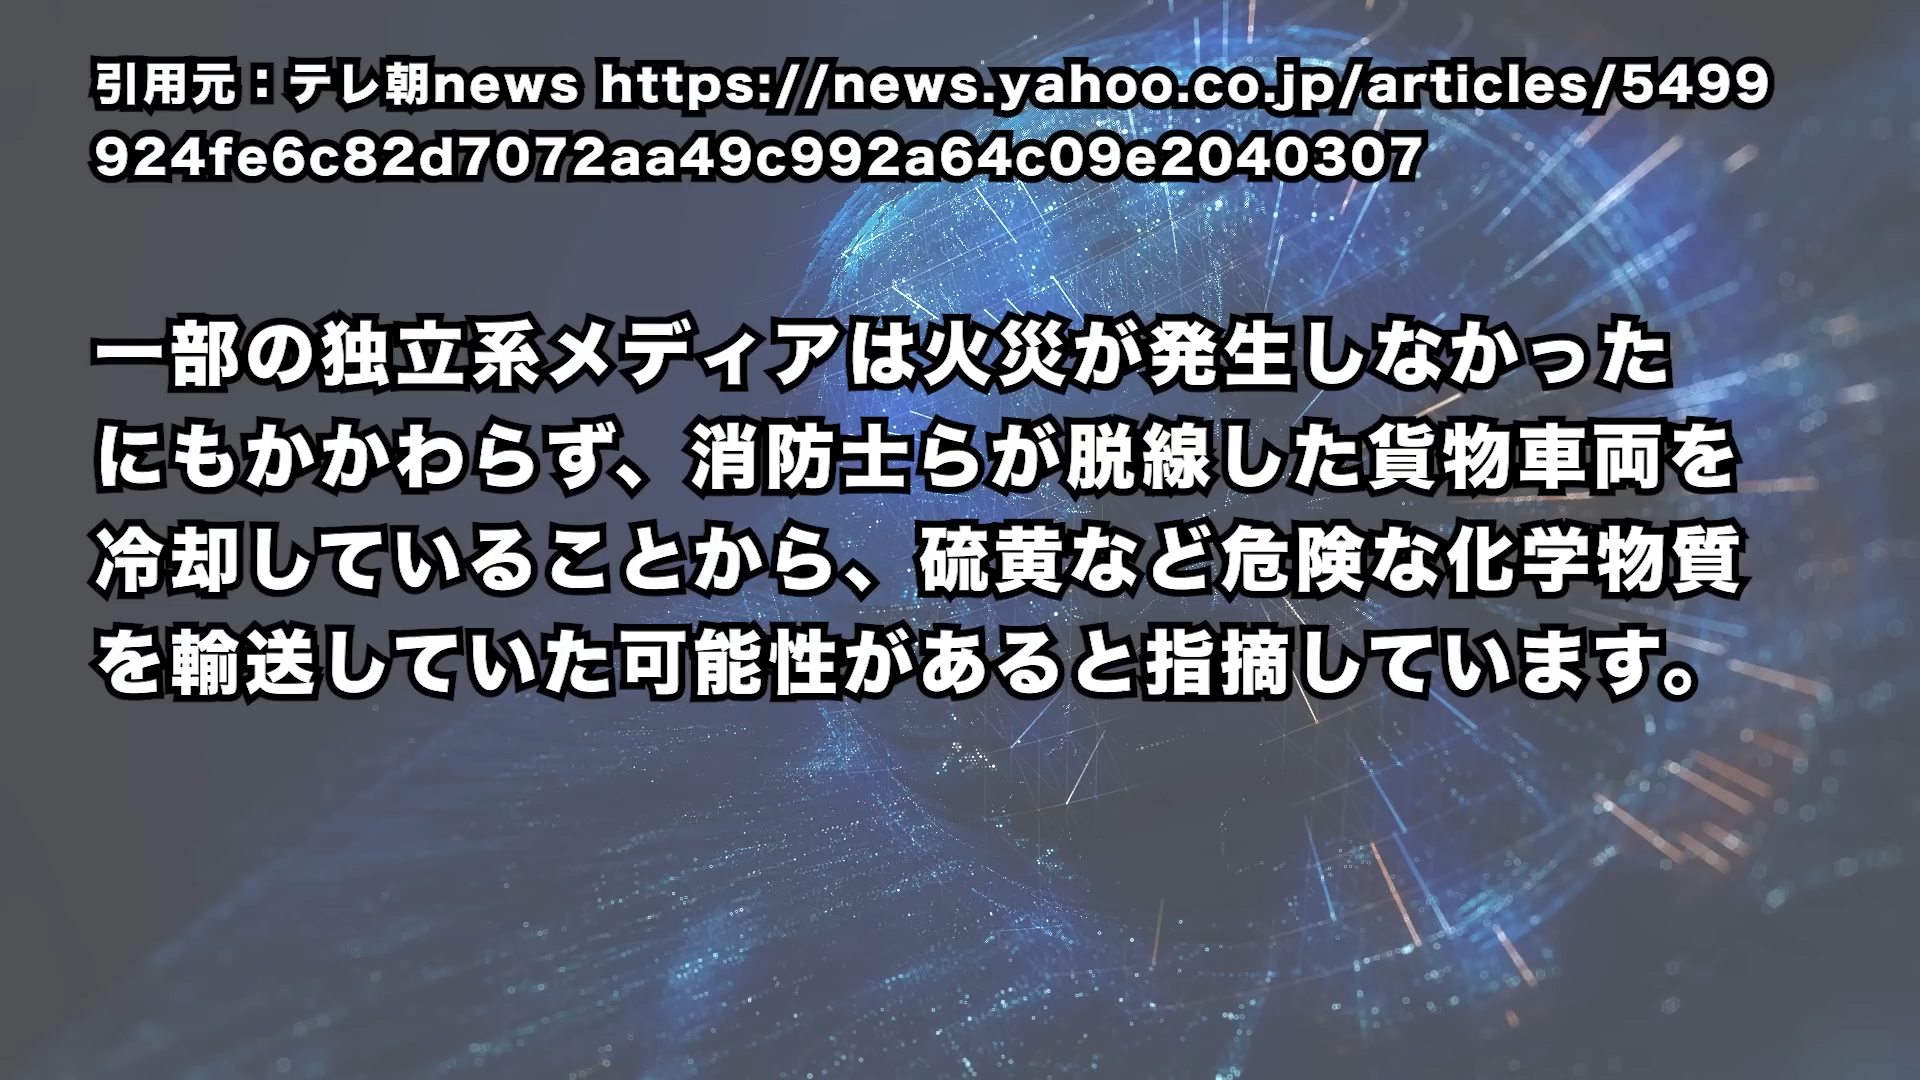 引用元：テレ朝news https://news.yahoo.co.jp/articles/5499
924fe6c82d7072aa49c992a64c09e2040307
一部の独立系メディアは火災が発生しなかった
にもかかわらず、消防士らが脱線した貨物車両を
冷却していることから、硫黄など危険な化学物質
を輸送していた可能性があると指摘しています。